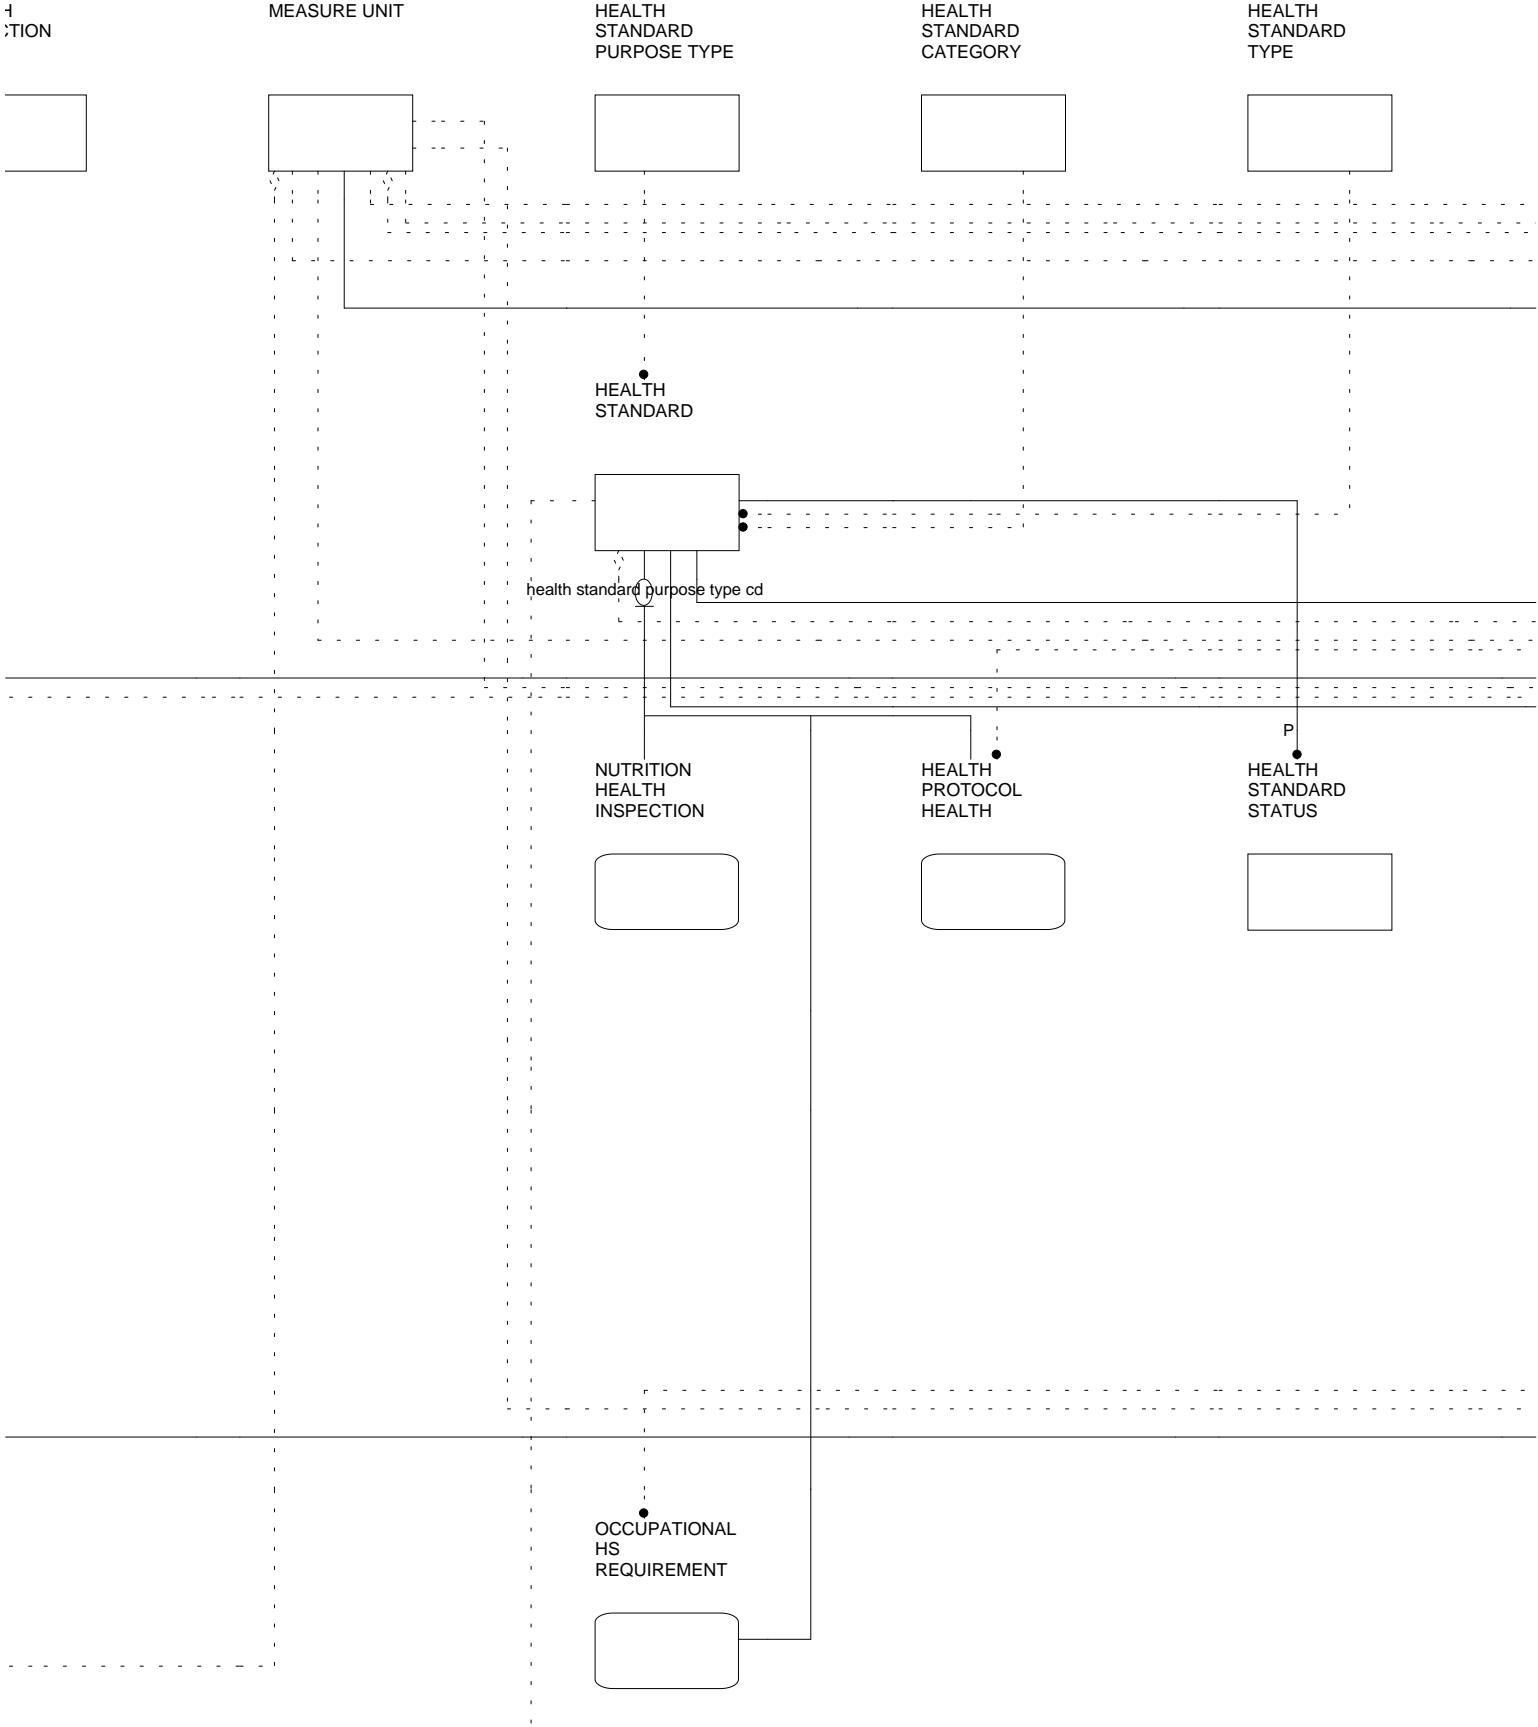 MEASURE UNIT
HEALTH
STANDARD
PURPOSE TYPE
HEALTH
STANDARD
CATEGORY
HEALTH
STANDARD
TYPE
HEALTH
STANDARD
health standard purpose type cd
P
NUTRITION
HEALTH
INSPECTION
HEALTH
PROTOCOL
HEALTH
HEALTH
STANDARD
STATUS
OCCUPATIONAL
HS
REQUIREMENT